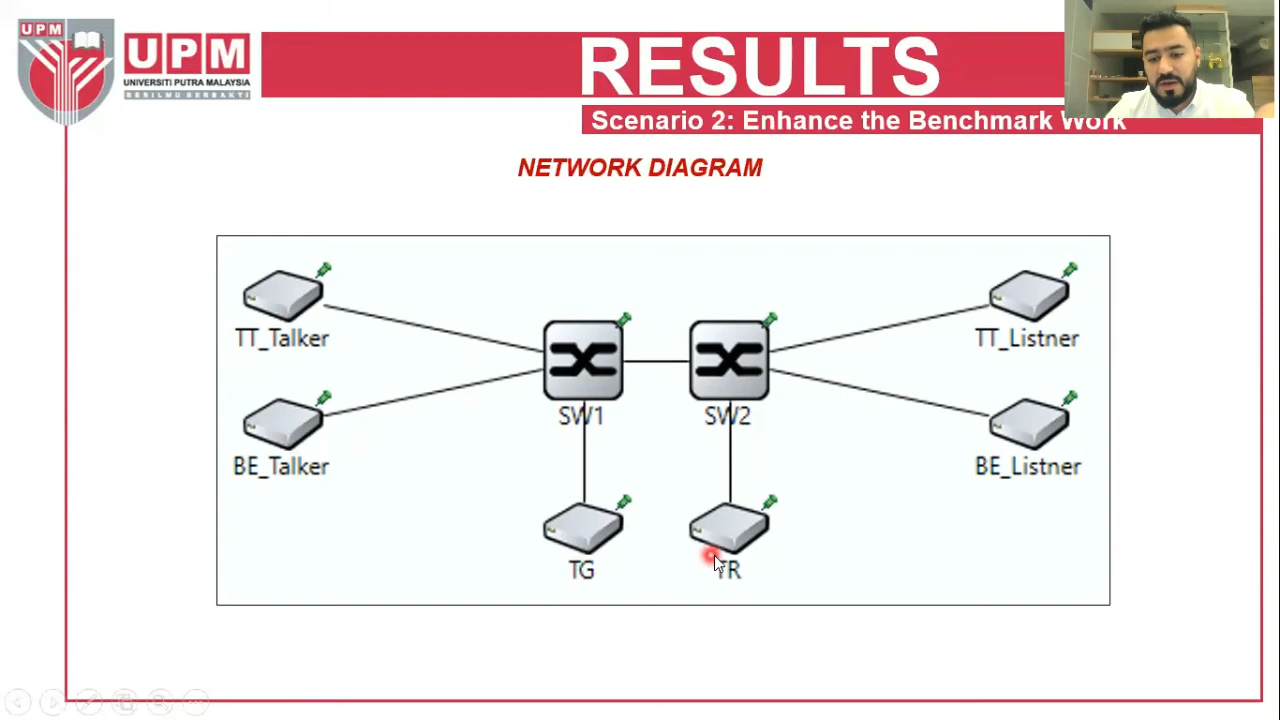 UPM
UPM
UNIVERSITI PUTRA MALAYSIA
BERILMU BERBAKTI
RESULTS
Scenario 2: Enhance the Benchmark Work
NETWORK DIAGRAM
TT_Talker
TT_Listner
SW1
SW2
BE_Talker
BE_Listner
TG
TR